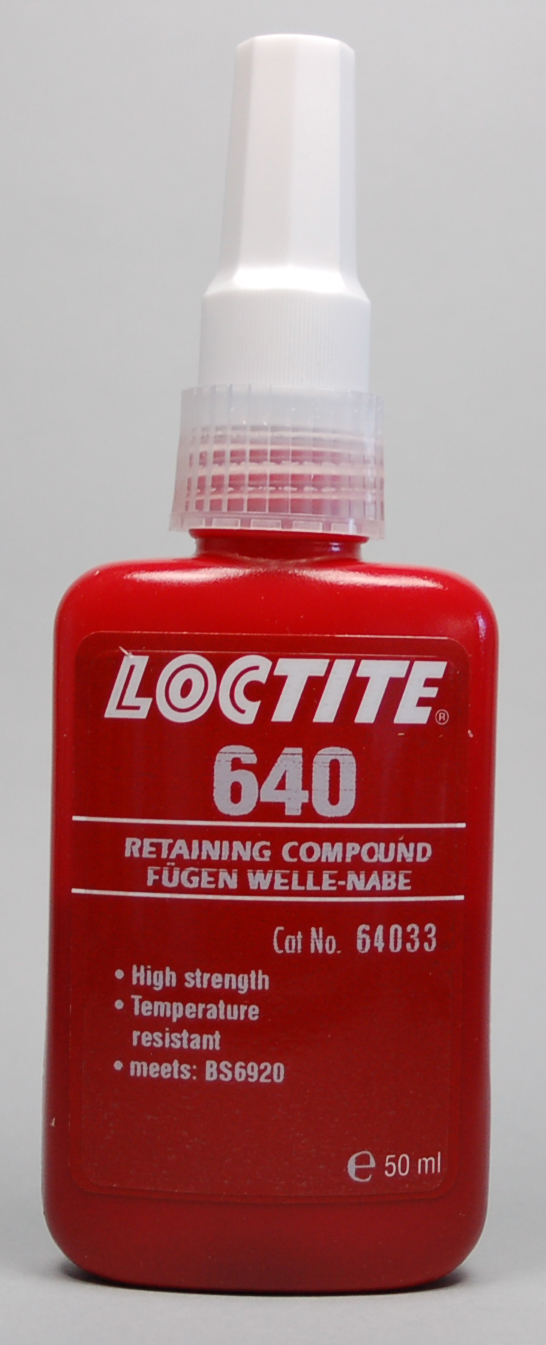 LOCTITE®
640
RETAINING COMPOUND
FÜGEN WELLE-NABE
Cat No. 64033
• High strength
• Temperature
resistant
• meets: BS6920
℮ 50 ml